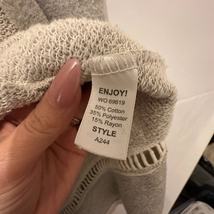 ENJOY!
WO 69619
50% Cotton
35% Polyester
15% Rayon
STYLE
A244